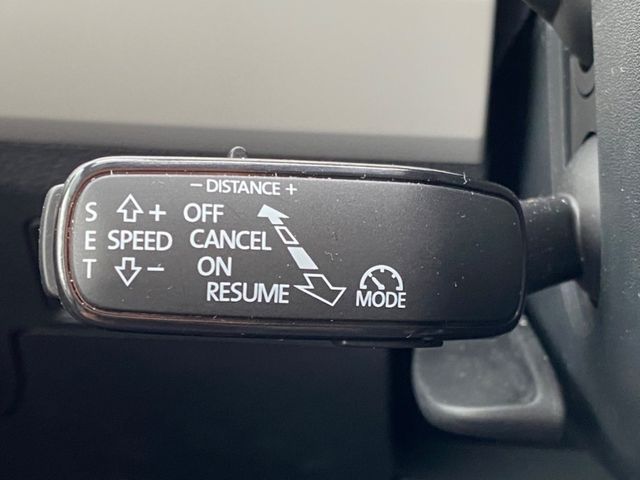 − DISTANCE +
S + OFF
E SPEED CANCEL
T − ON
RESUME
MODE